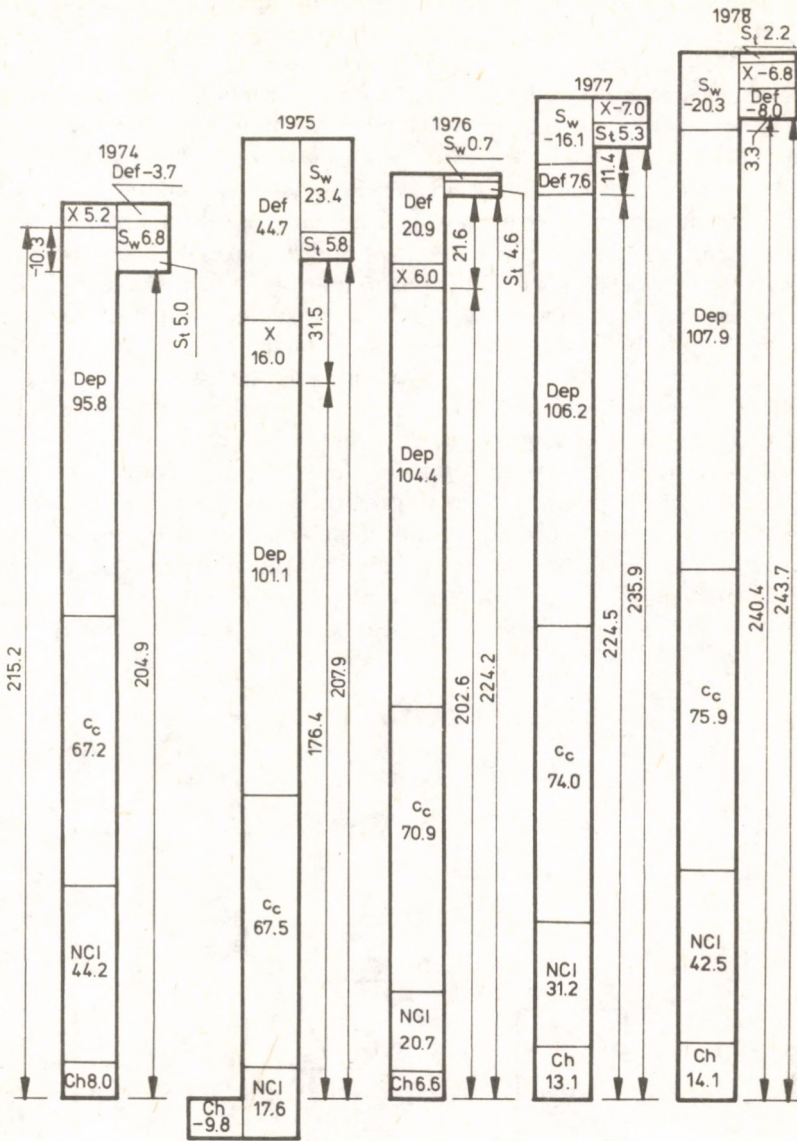 1974
Def –3.7
X 5.2
Sw 6.8
-10.3
St 5.0
Dep
95.8
215.2
204.9
cc
67.2
NCI
44.2
Ch 8.0
1975
Def
44.7
Sw
23.4
St 5.8
X
16.0
31.5
Dep
101.1
176.4
207.9
cc
67.5
Ch
-9.8
NCI
17.6
1976
Sw 0.7
Def
20.9
X 6.0
21.6
St 4.6
Dep
104.4
202.6
224.2
cc
70.9
NCI
20.7
Ch 6.6
1977
Sw
-16.1
X -7.0
St 5.3
Def 7.6
11.4
Dep
106.2
224.5
235.9
cc
74.0
NCI
31.2
Ch
13.1
1978
St 2.2
Sw
-20.3
X –6.8
Def
-8.0
3.3
Dep
107.9
240.4
243.7
cc
75.9
NCI
42.5
Ch
14.1